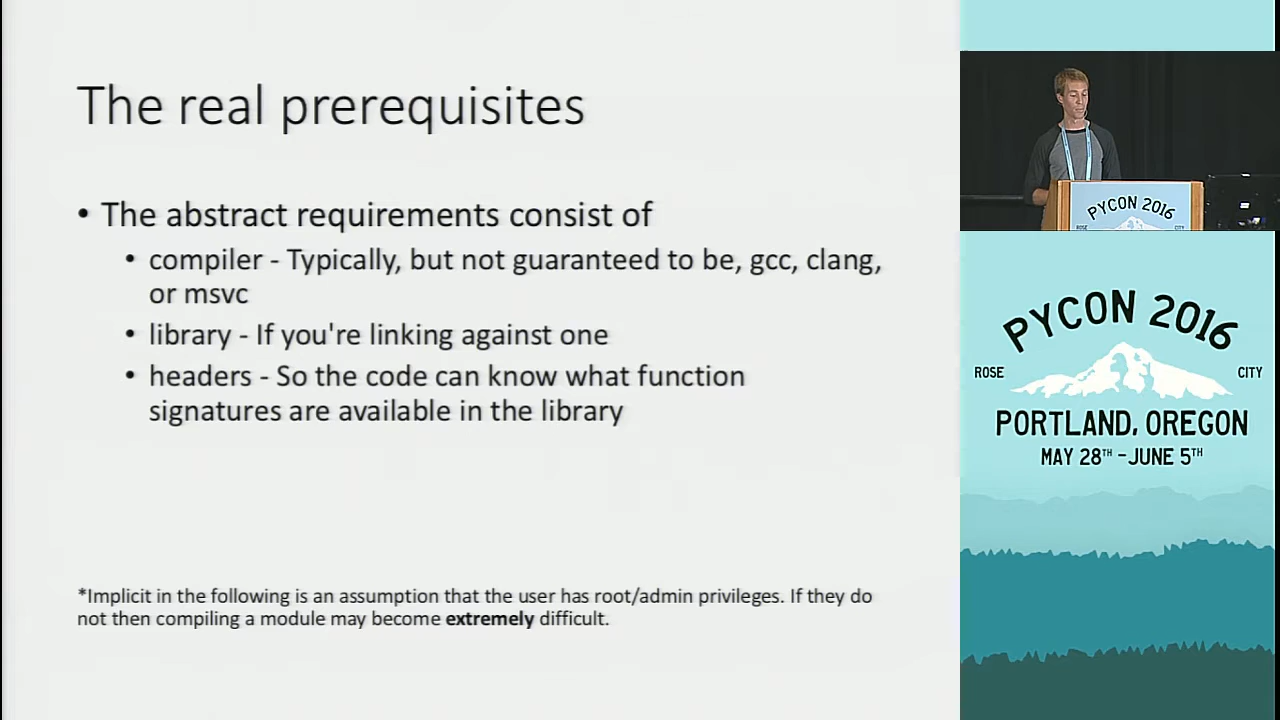 The real prerequisites
• The abstract requirements consist of
• compiler - Typically, but not guaranteed to be, gcc, clang,
or msvc
• library - If you're linking against one
• headers - So the code can know what function
signatures are available in the library
*Implicit in the following is an assumption that the user has root/admin privileges. If they do
not then compiling a module may become extremely difficult.
PYCON 2016
ROSE CITY
PYCON 2016
ROSE CITY
PORTLAND, OREGON
MAY 28TH - JUNE 5TH